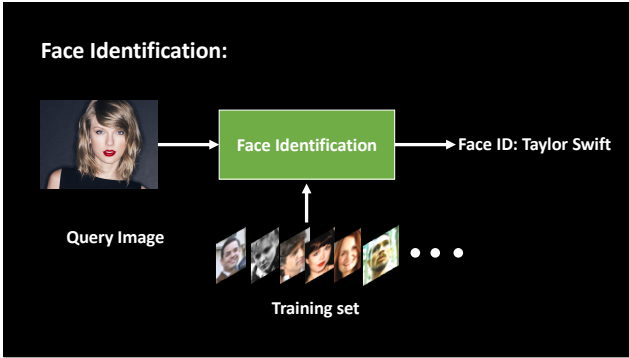 Face Identification:
Face Identification
Face ID: Taylor Swift
Query Image
Training set